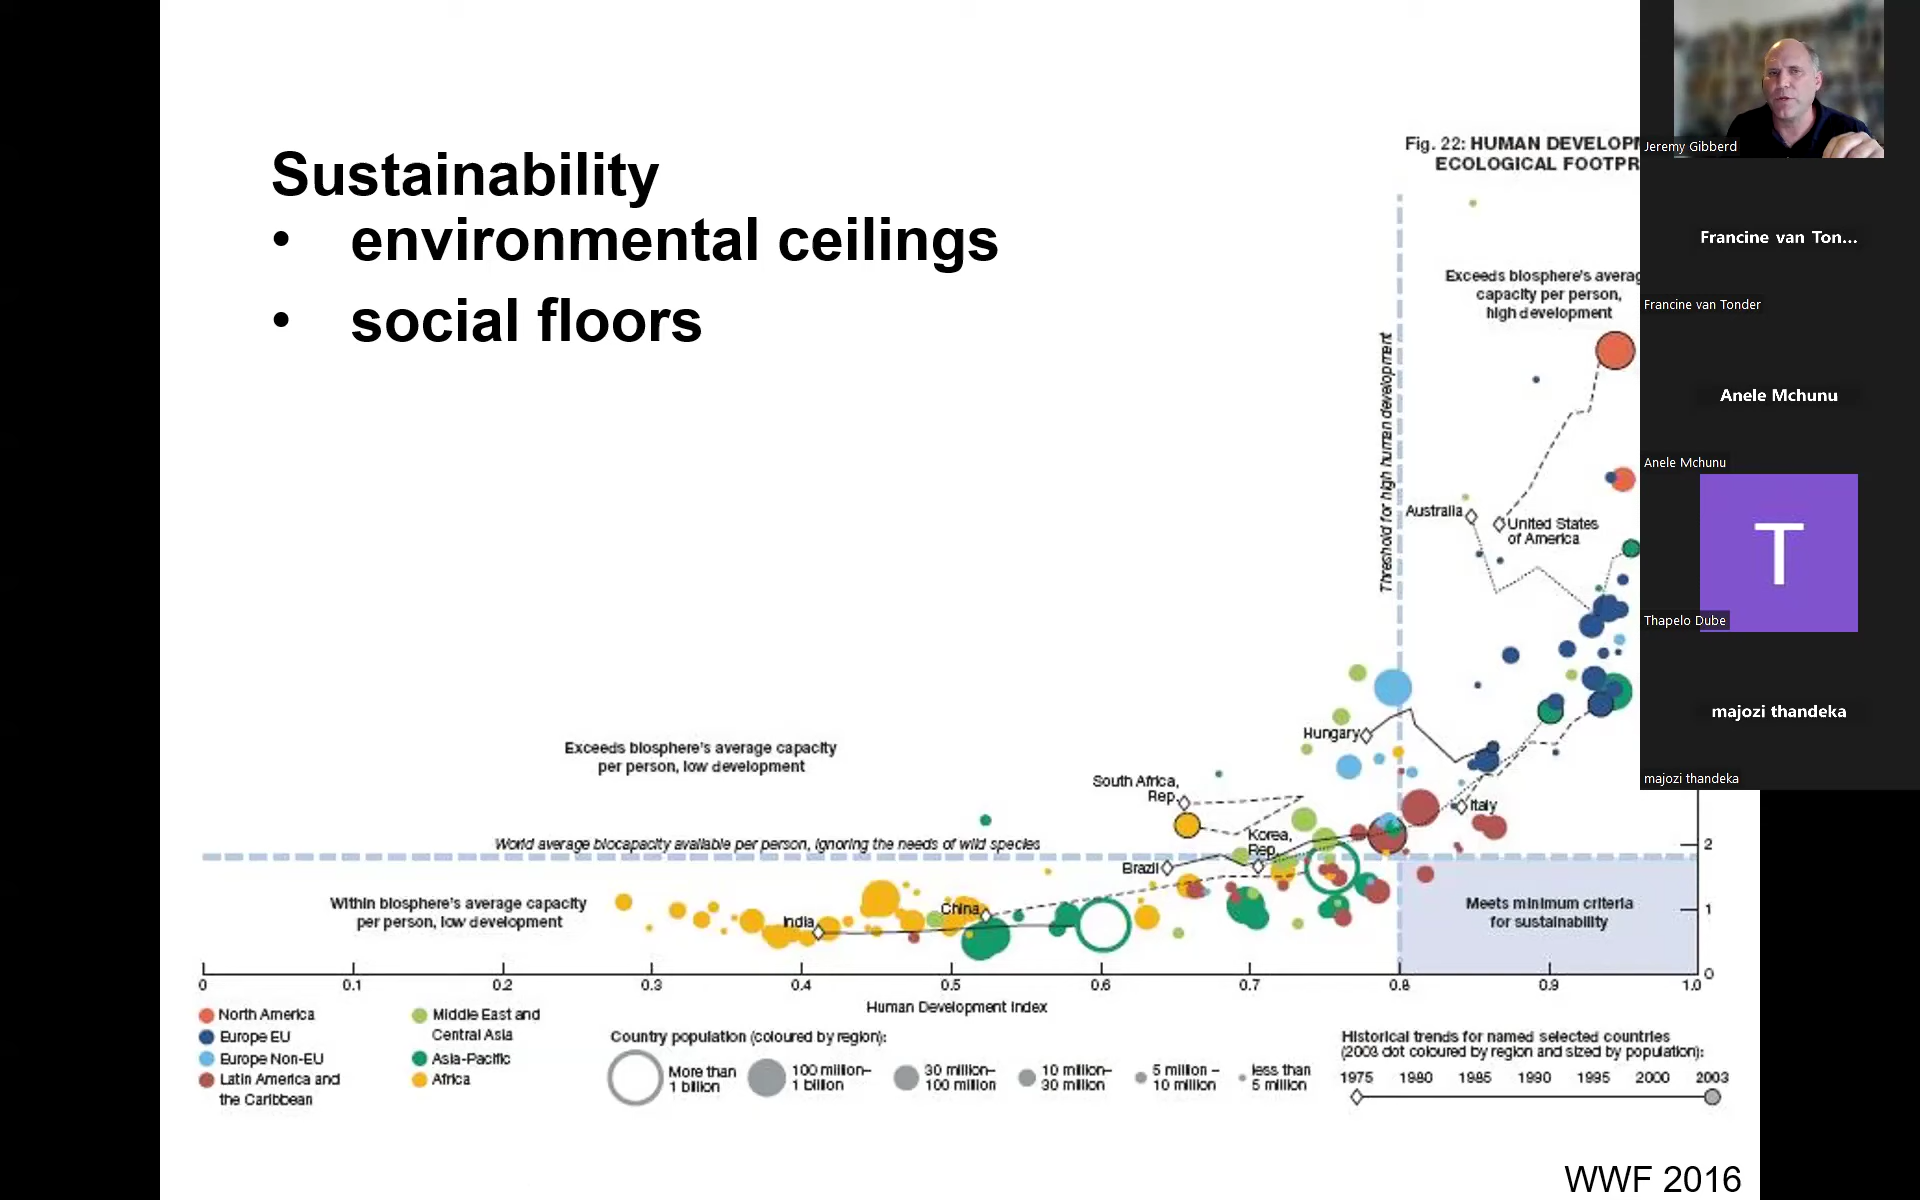 Sustainability
• environmental ceilings
• social floors
Fig. 22: HUMAN DEVELOP
ECOLOGICAL FOOTPR
Exceeds biosphere's averag
capacity per person,
high development
Threshold for high human development
Australia
United States
of America
Hungary
Exceeds biosphere's average capacity
per person, low development
South Africa,
Rep.
Italy
Korea,
Rep.
World average biocapacity available per person, ignoring the needs of wild species
2
Brazil
Within biosphere's average capacity
per person, low development
India
China
Meets minimum criteria
for sustainability
1
0
0 0.1 0.2 0.3 0.4 0.5 0.6 0.7 0.8 0.9 1.0
Human Development Index
North America
Europe EU
Europe Non-EU
Latin America and
the Caribbean
Middle East and
Central Asia
Asia-Pacific
Africa
Country population (coloured by region):
More than
1 billion
100 million–
1 billion
30 million–
100 million
10 million–
30 million
5 million –
10 million
less than
5 million
Historical trends for named selected countries
(2003 dot coloured by region and sized by population):
1975 1980 1985 1990 1995 2000 2003
WWF 2016
Jeremy Gibberd
Francine van Ton...
Francine van Tonder
Anele Mchunu
Anele Mchunu
T
Thapelo Dube
majozi thandeka
majozi thandeka